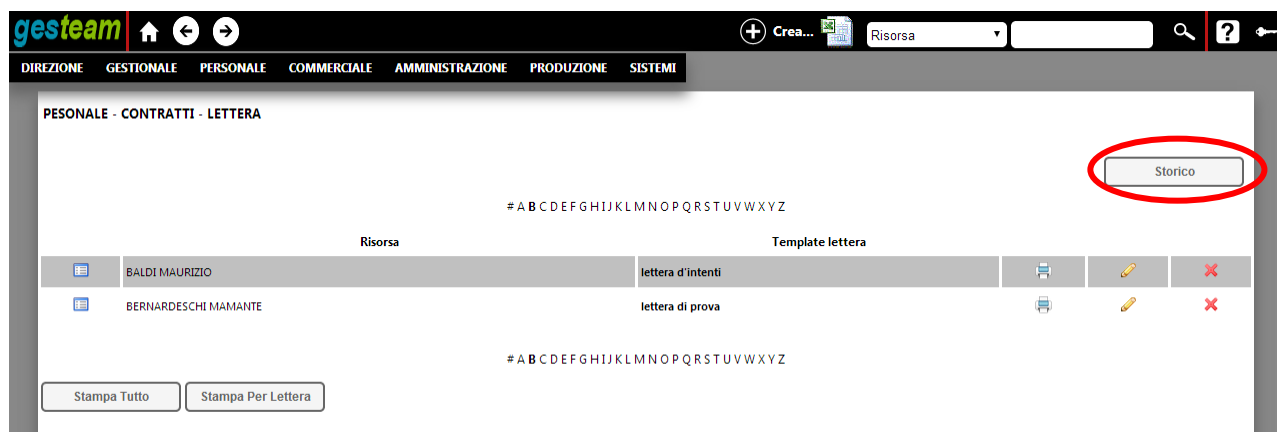 gesteam Crea... Risorsa ?
DIREZIONE GESTIONALE PERSONALE COMMERCIALE AMMINISTRAZIONE PRODUZIONE SISTEMI
PESONALE - CONTRATTI - LETTERA
Storico
# A B C D E F G H I J K L M N O P Q R S T U V W X Y Z
Risorsa Template lettera
BALDI MAURIZIO lettera d'intenti
BERNARDESCHI MAMANTE lettera di prova
# A B C D E F G H I J K L M N O P Q R S T U V W X Y Z
Stampa Tutto Stampa Per Lettera